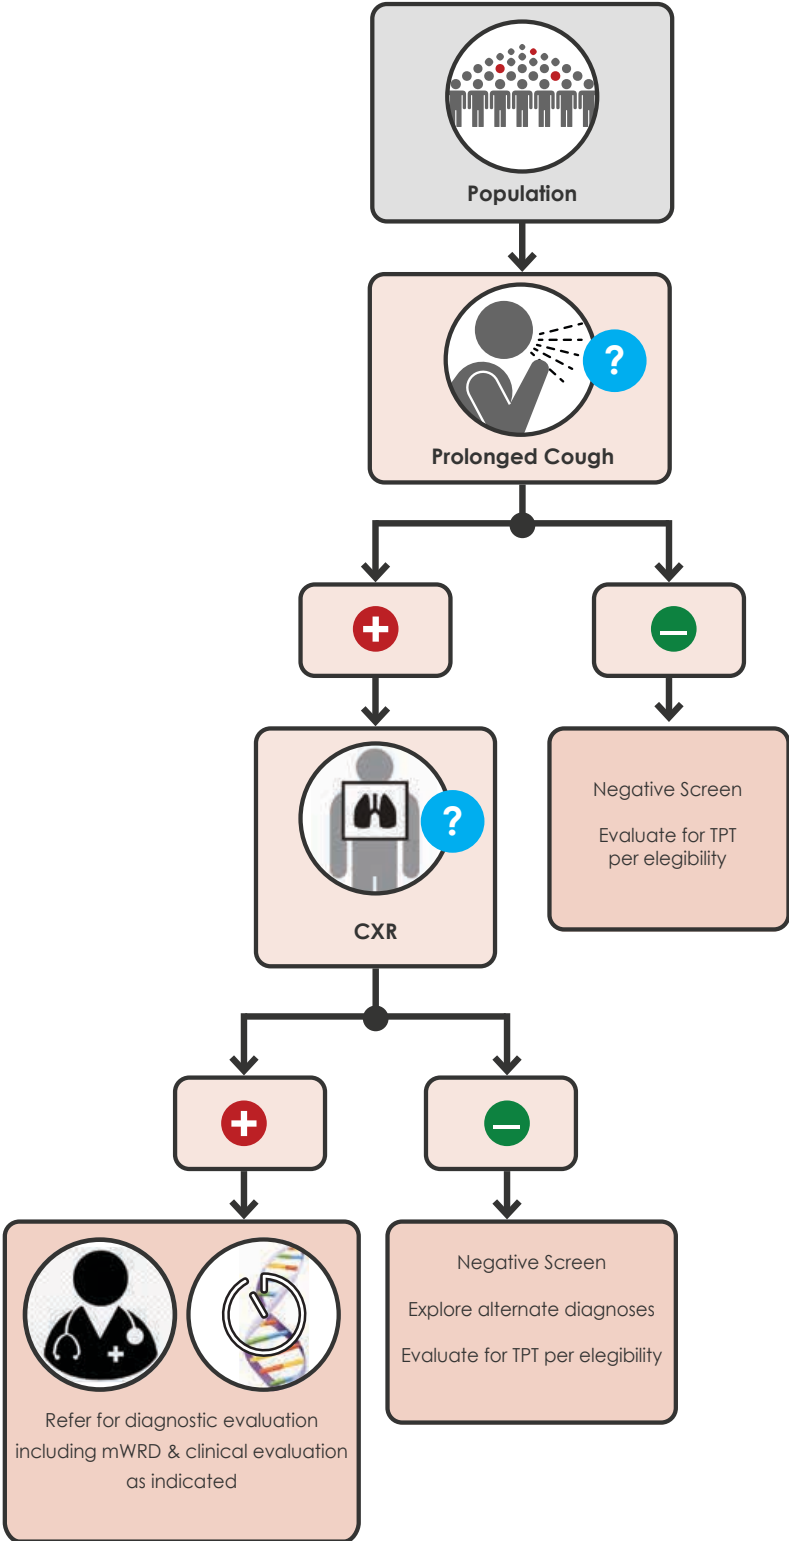 Population
?
Prolonged Cough
+
–
?
CXR
Negative Screen
Evaluate for TPT
per elegibility
+
–
Refer for diagnostic evaluation
including mWRD & clinical evaluation
as indicated
Negative Screen
Explore alternate diagnoses
Evaluate for TPT per elegibility